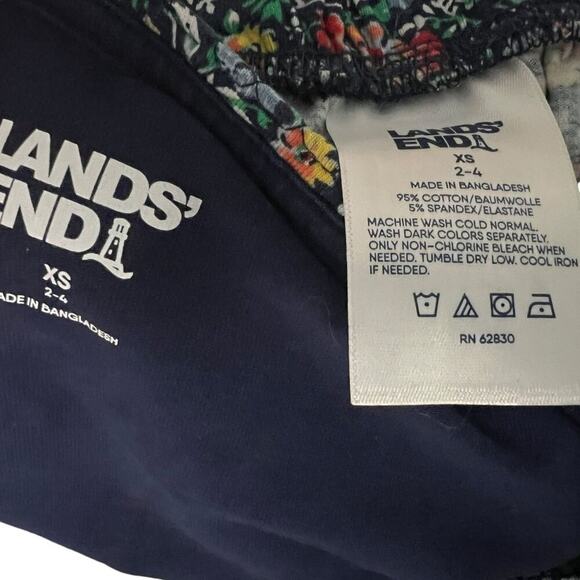 LANDS'
END
XS
2-4
MADE IN BANGLADESH
LANDS'
END
XS
2-4
MADE IN BANGLADESH
95% COTTON/BAUMWOLLE
5% SPANDEX/ELASTANE
MACHINE WASH COLD NORMAL.
WASH DARK COLORS SEPARATELY.
ONLY NON-CHLORINE BLEACH WHEN
NEEDED. TUMBLE DRY LOW. COOL IRON
IF NEEDED.
RN 62830